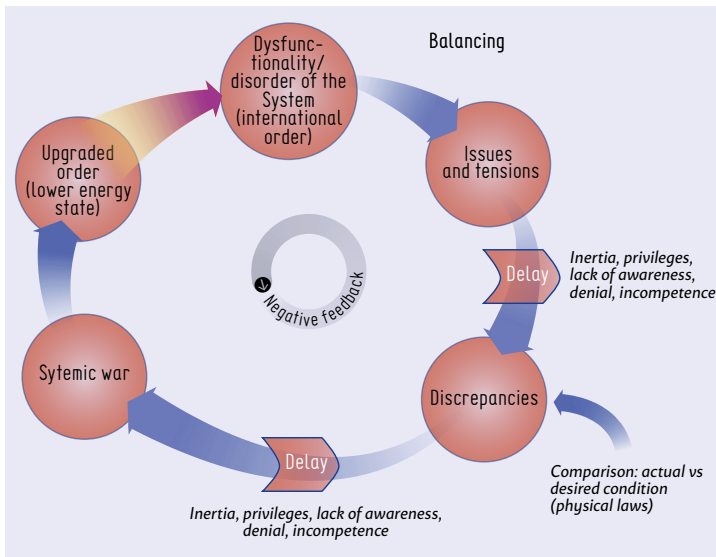 Balancing
Dysfunc-
tionality/
disorder of the
System
(international
order)
Issues
and tensions
Delay
Inertia, privileges,
lack of awareness,
denial, incompetence
Discrepancies
Comparison: actual vs
desired condition
(physical laws)
Delay
Inertia, privileges, lack of awareness,
denial, incompetence
Sytemic war
Upgraded
order
(lower energy
state)
Negative feedback